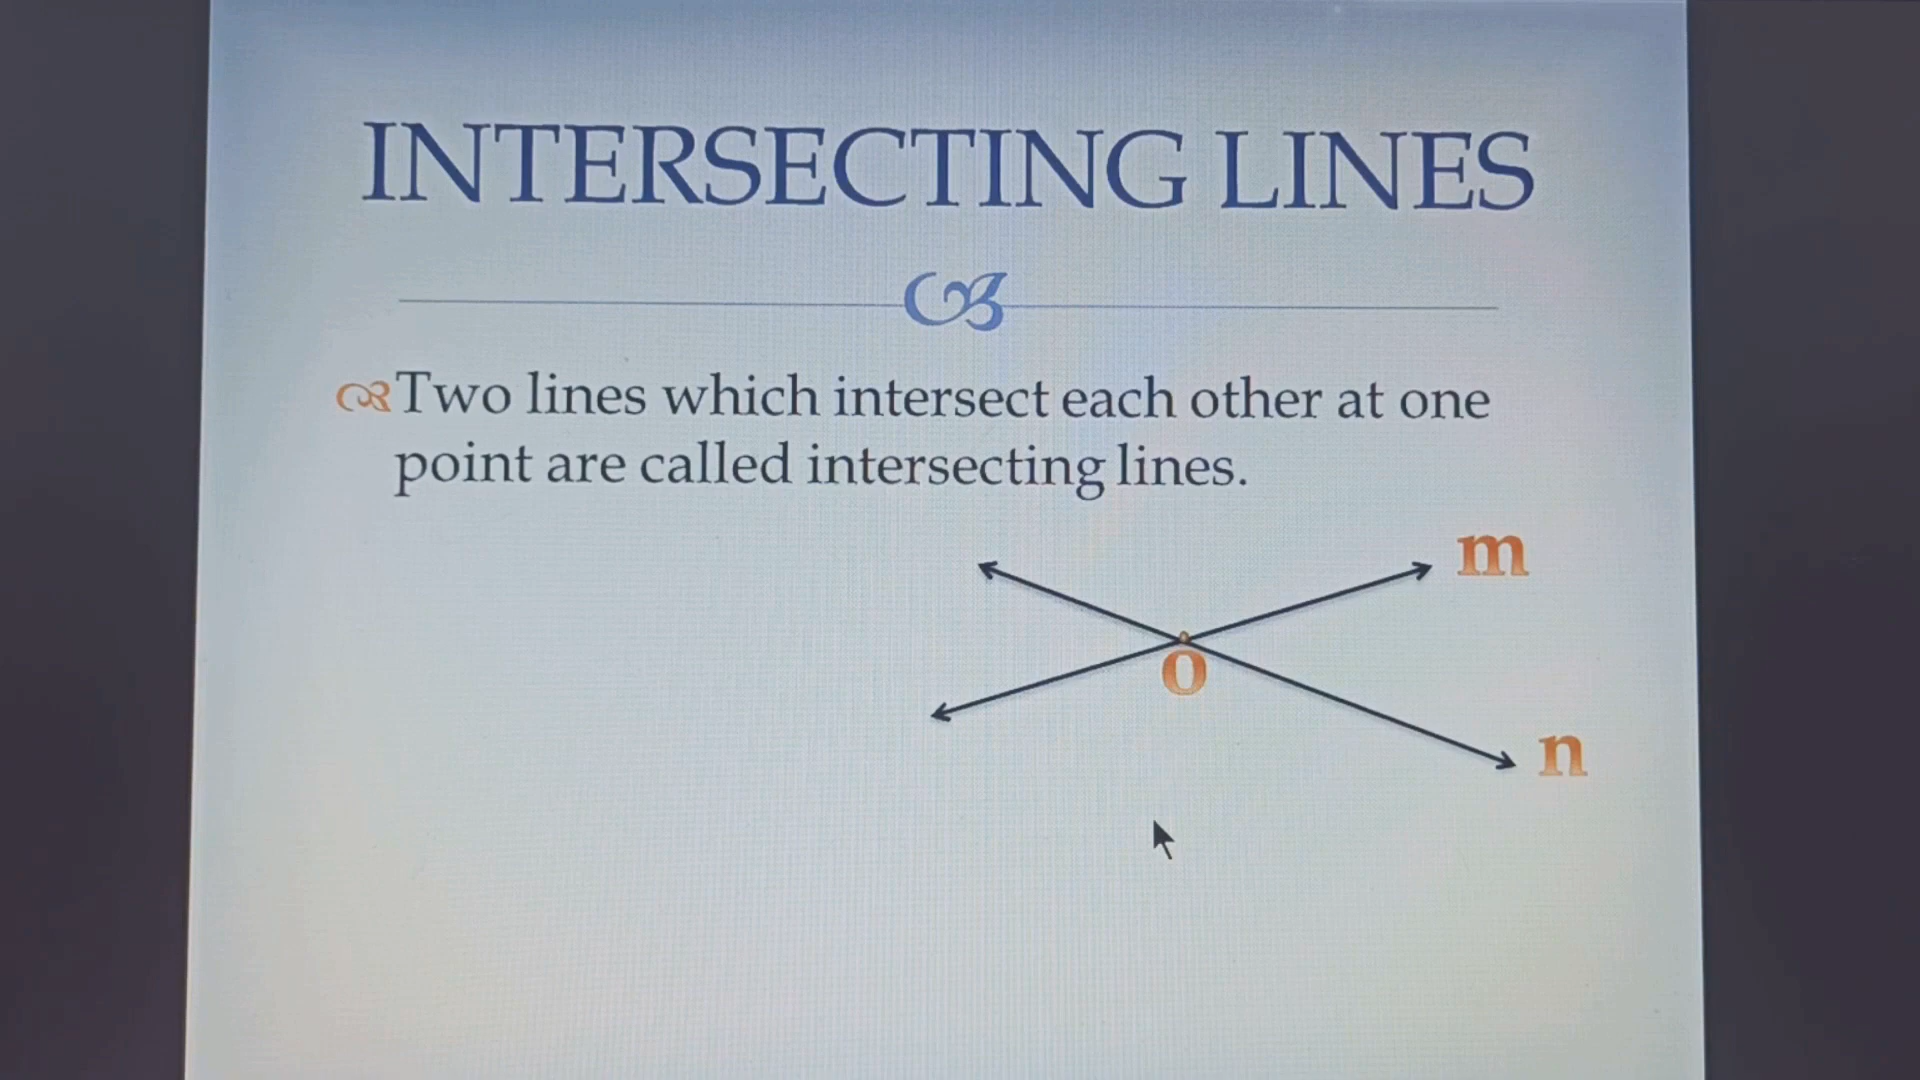 INTERSECTING LINES
Two lines which intersect each other at one
point are called intersecting lines.
m
O
n